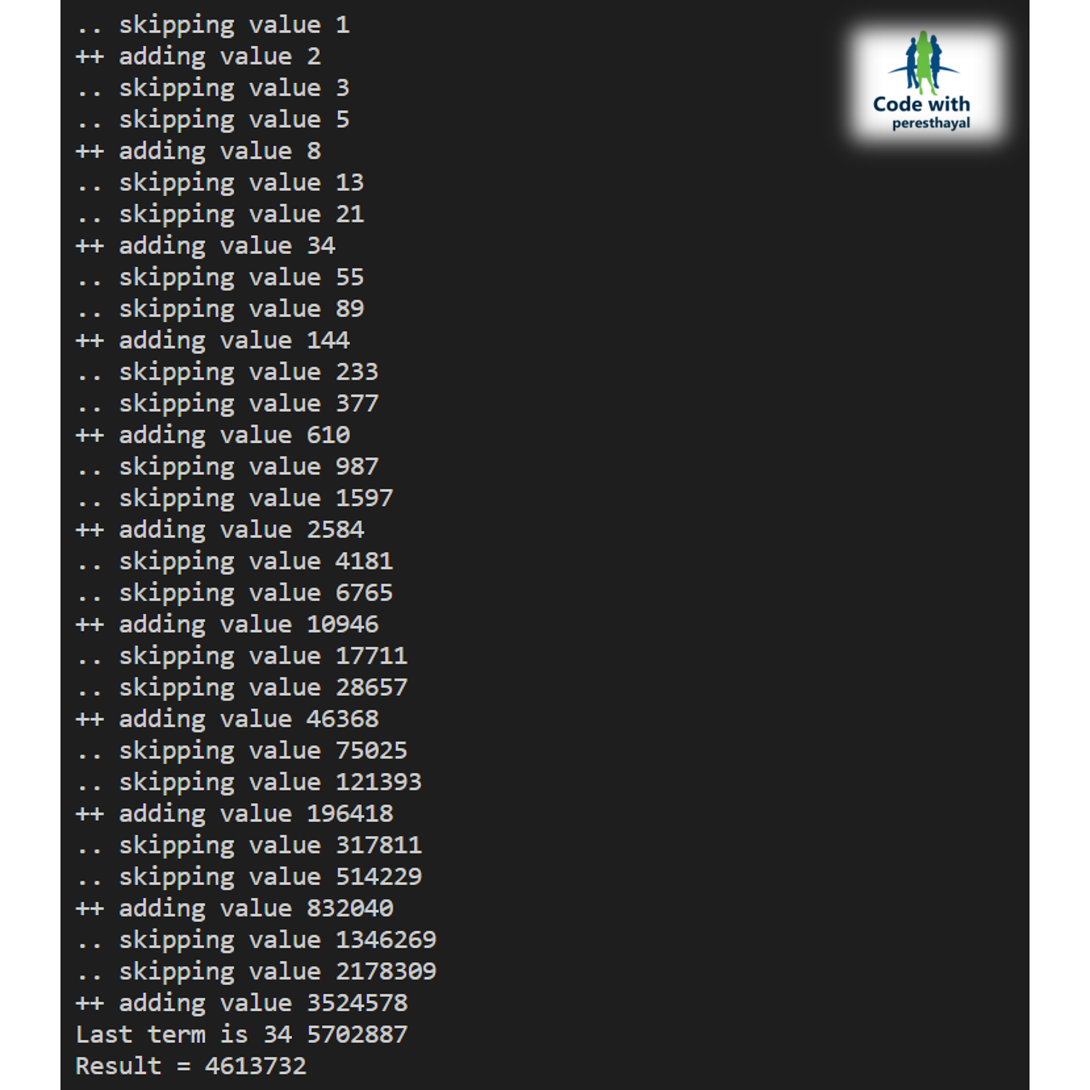 .. skipping value 1
++ adding value 2
.. skipping value 3
.. skipping value 5
++ adding value 8
.. skipping value 13
.. skipping value 21
++ adding value 34
.. skipping value 55
.. skipping value 89
++ adding value 144
.. skipping value 233
.. skipping value 377
++ adding value 610
.. skipping value 987
.. skipping value 1597
++ adding value 2584
.. skipping value 4181
.. skipping value 6765
++ adding value 10946
.. skipping value 17711
.. skipping value 28657
++ adding value 46368
.. skipping value 75025
.. skipping value 121393
++ adding value 196418
.. skipping value 317811
.. skipping value 514229
++ adding value 832040
.. skipping value 1346269
.. skipping value 2178309
++ adding value 3524578
Last term is 34 5702887
Result = 4613732
Code with
peresthayal